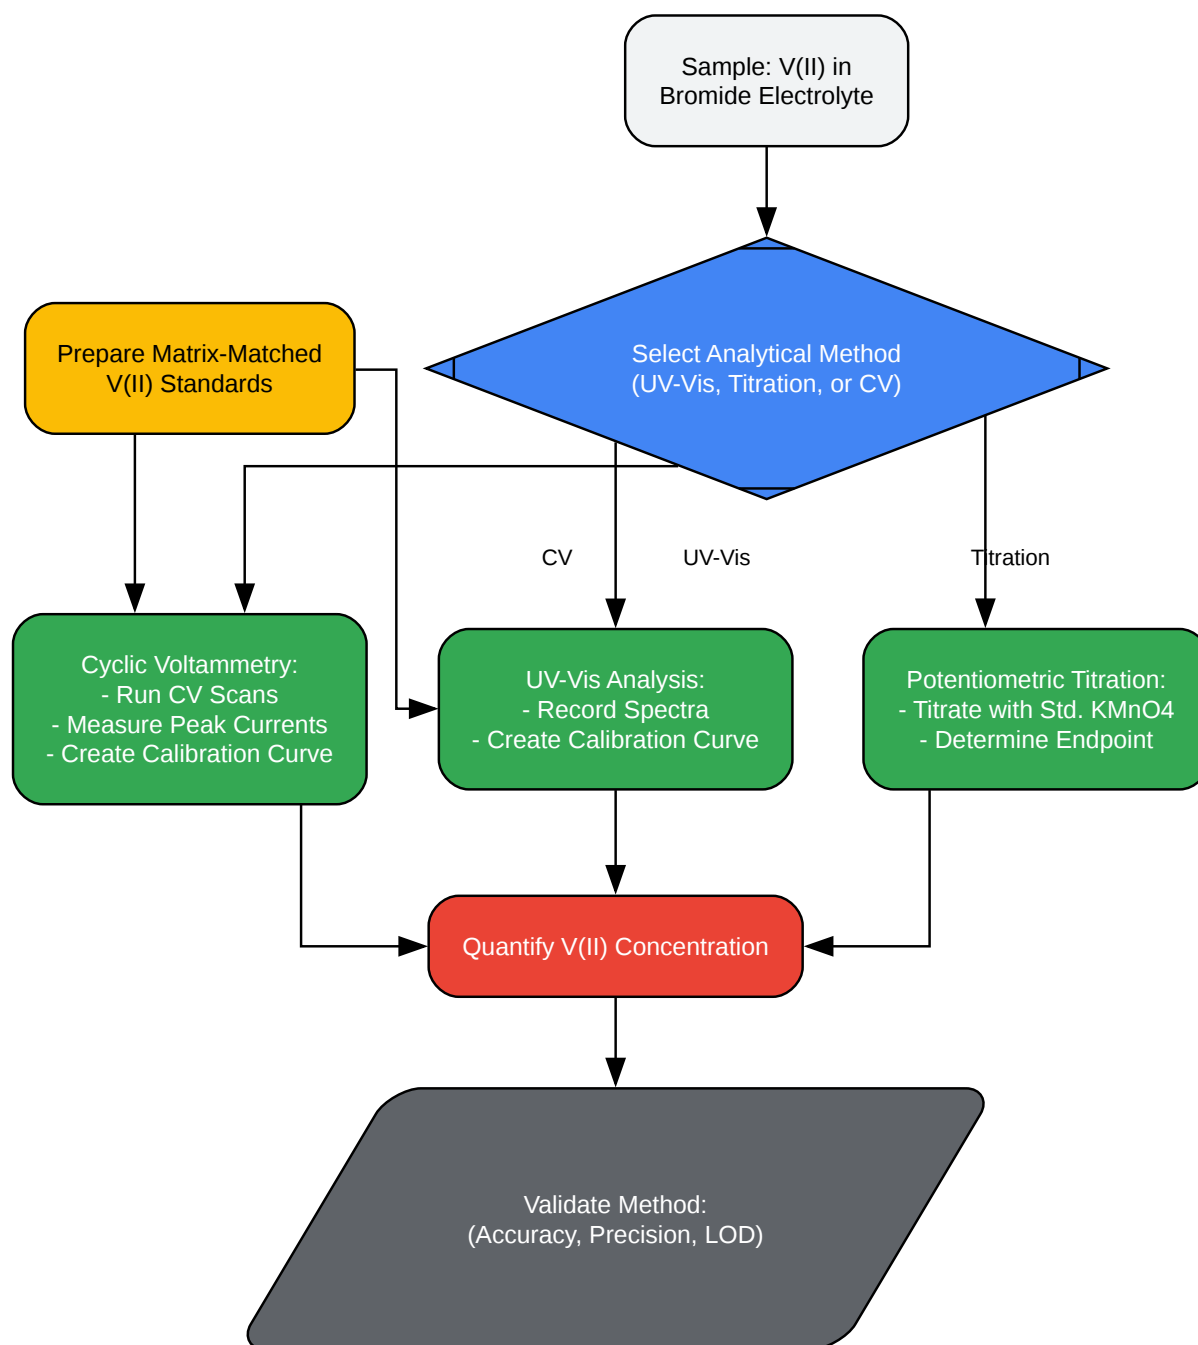 Sample: V(II) in
Bromide Electrolyte
Prepare Matrix-Matched
V(II) Standards
Select Analytical Method
(UV-Vis, Titration, or CV)
CV
UV-Vis
Titration
Cyclic Voltammetry:
- Run CV Scans
- Measure Peak Currents
- Create Calibration Curve
UV-Vis Analysis:
- Record Spectra
- Create Calibration Curve
Potentiometric Titration:
- Titrate with Std. KMnO4
- Determine Endpoint
Quantify V(II) Concentration
Validate Method:
(Accuracy, Precision, LOD)